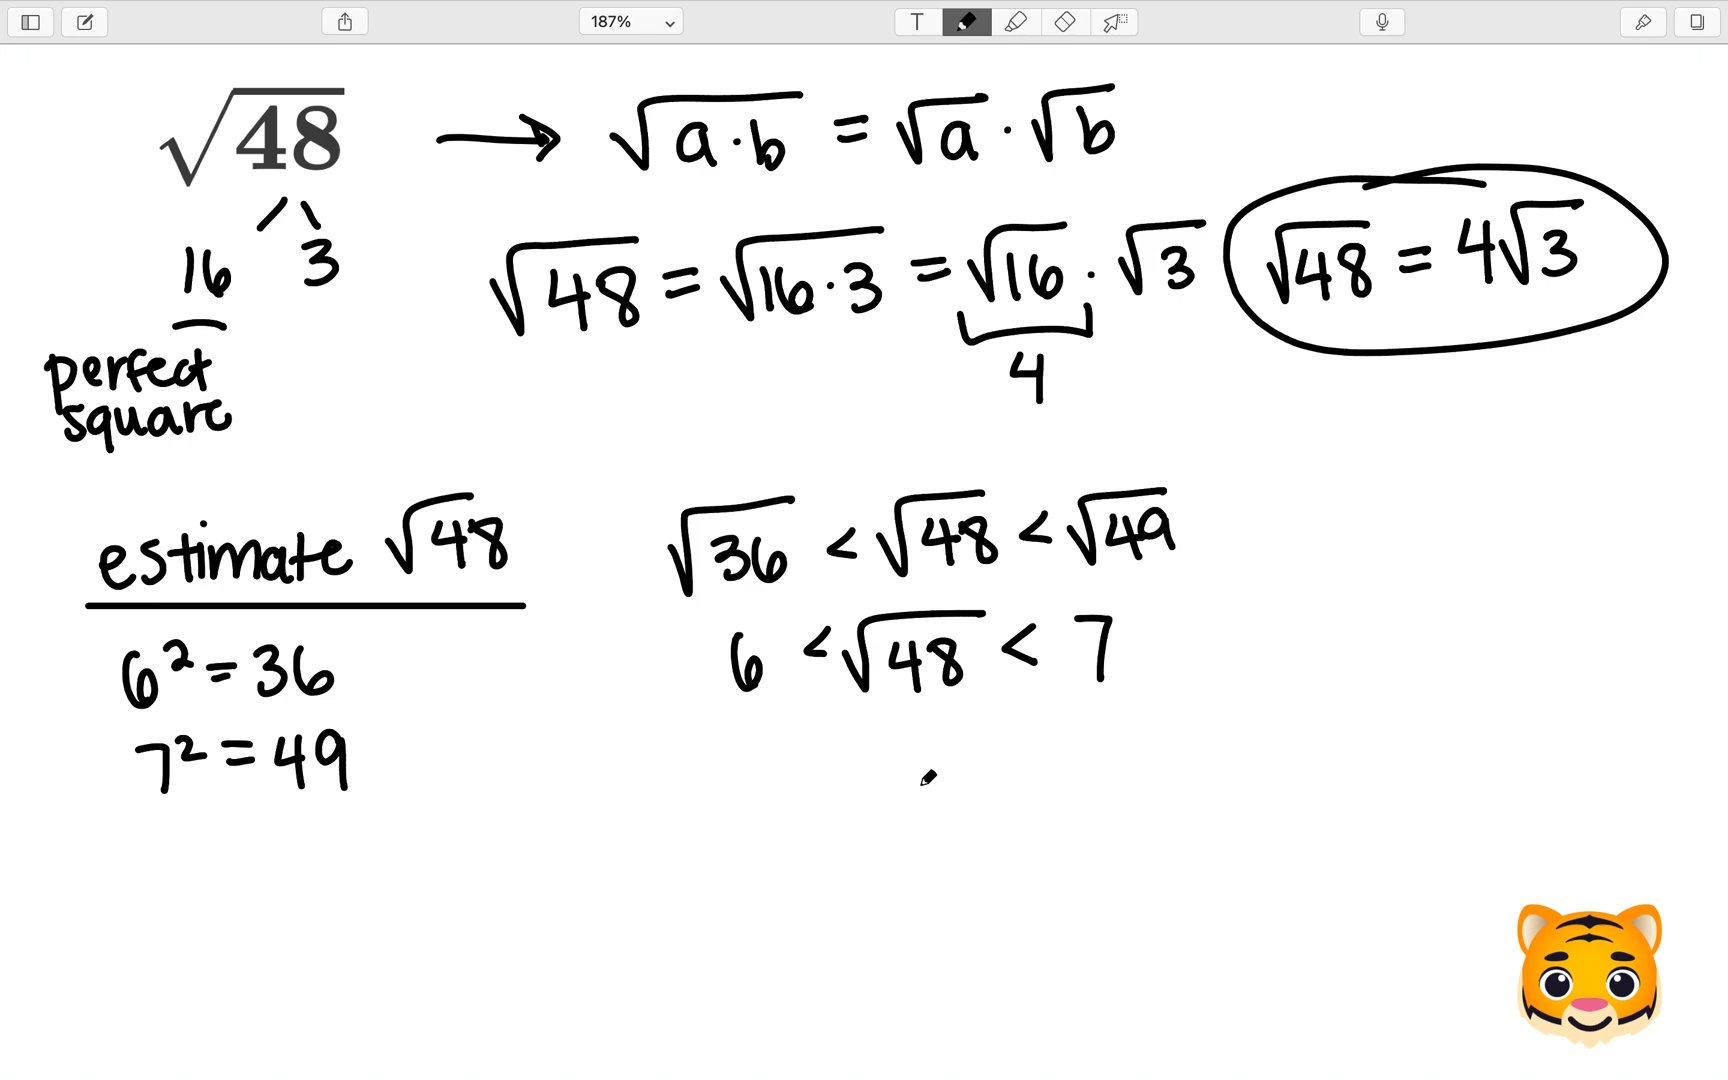 187%
T
√48 → √a·b = √a · √b
16 3
√48 = √16·3 = √16 · √3
4
√48 = 4√3
perfect
square
estimate √48
6² = 36
7² = 49
√36 < √48 < √49
6 < √48 < 7